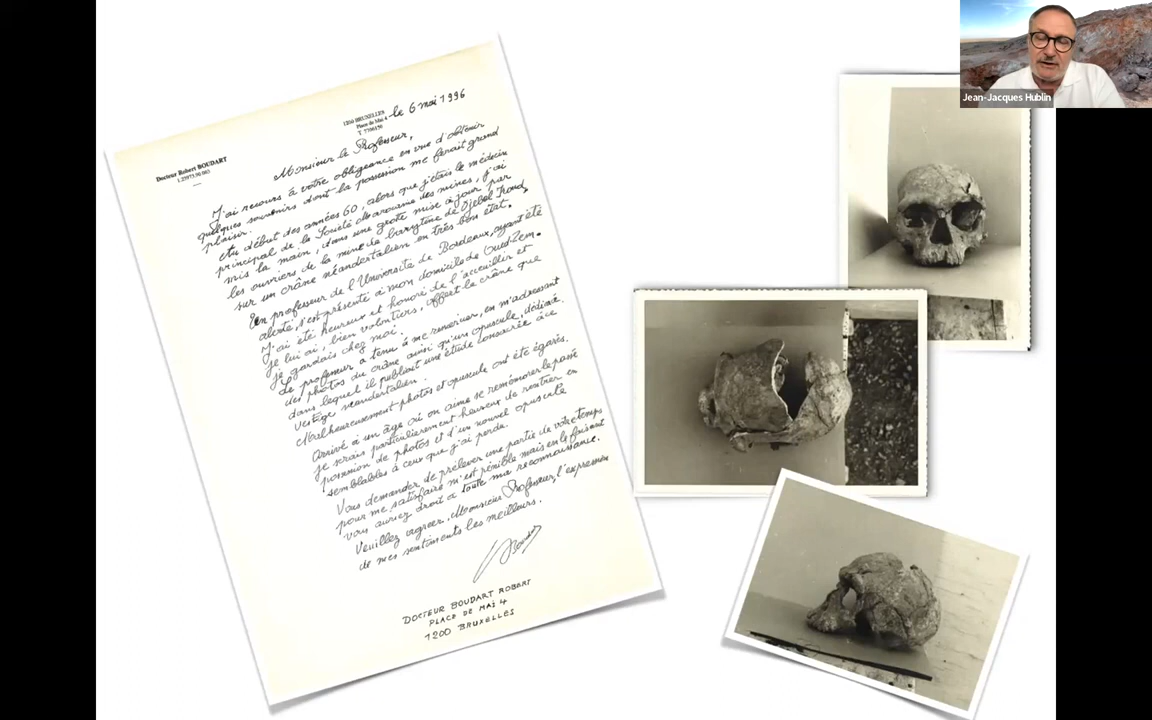 Docteur Robert BOUDART
1200 BRUXELLES
Place de Mai 4
le 6 mai 1996
Monsieur le Professeur,
J'ai recours à votre obligeance en vue d'obtenir
quelques souvenirs dont la possession me ferait grand
plaisir.
Au début des années 60, alors que j'étais le médecin
principal de la Société Marocaine des mines, j'ai
mis la main, dans une grotte mise à jour par
les ouvriers de la mine de barrytine de Djebel Iroud,
sur un crâne néandertalien en très bon état.
Un professeur de l'Université de Bordeaux, ayant été
alerté, s'est présenté à mon domicile de Oued-Zem.
J'ai été heureux et honoré de l'accueillir et
je lui ai, bien volontiers, offert le crâne que
je gardais chez moi.
Le professeur a tenu à me remercier, en m'adressant
des photos du crâne ainsi qu'un opuscule, dédicacé,
dans lequel il publiait une étude consacrée à ce
vestige neandertalien.
Malheureusement photos et opuscule ont été égarés.
Arrivé à un âge où on aime se remémorer le passé
je serais particulièrement heureux de rentrer en
possession de photos et d'un nouvel opuscule
semblables à ceux que j'ai perdu.
Vous demander de prélever une partie de votre temps
pour me satisfaire m'est pénible mais en le faisant
vous auriez droit à toute ma reconnaissance.
Veuillez agréer, Monsieur Professeur, l'expression
de mes sentiments les meilleurs.
Boudart
DOCTEUR BOUDART ROBERT
PLACE DE MAI 4
1200 BRUXELLES
Jean-Jacques Hublin